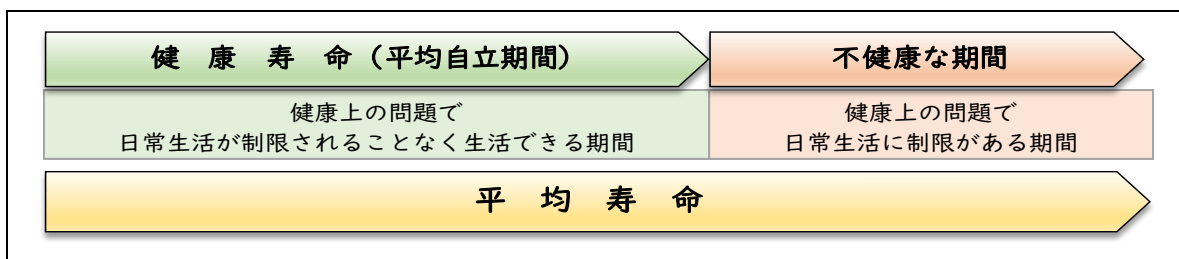 健康寿命（平均自立期間）
不健康な期間
健康上の問題で
日常生活が制限されることなく生活できる期間
健康上の問題で
日常生活に制限がある期間
平均寿命